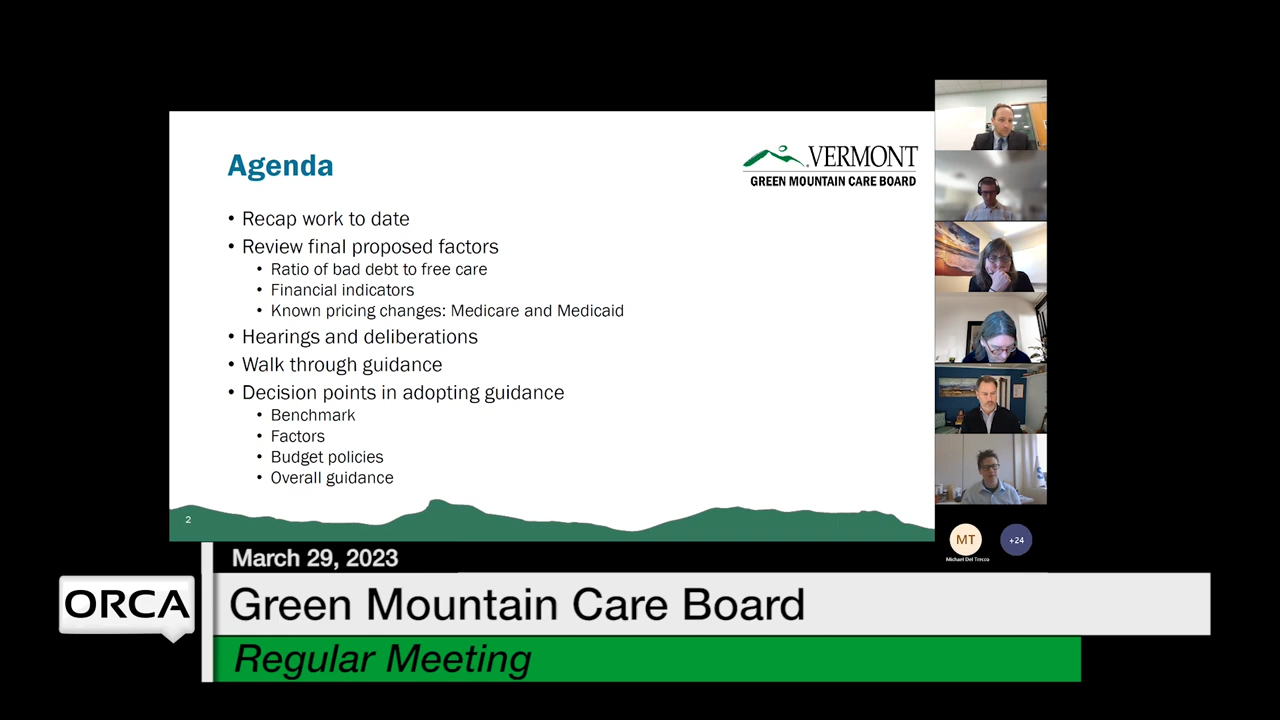 Agenda
VERMONT
GREEN MOUNTAIN CARE BOARD
• Recap work to date
• Review final proposed factors
• Ratio of bad debt to free care
• Financial indicators
• Known pricing changes: Medicare and Medicaid
• Hearings and deliberations
• Walk through guidance
• Decision points in adopting guidance
• Benchmark
• Factors
• Budget policies
• Overall guidance
2
MT
+24
Michael Del Trecco
March 29, 2023
ORCA
Green Mountain Care Board
Regular Meeting